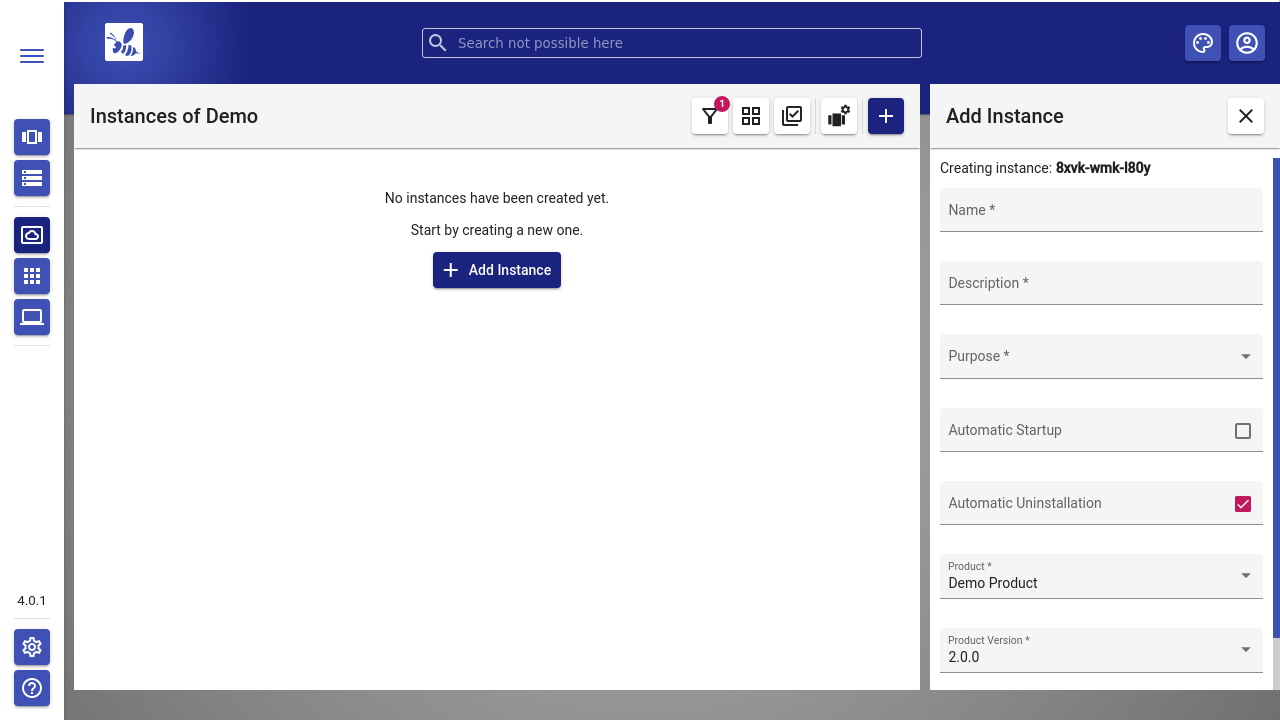 Search not possible here
Instances of Demo
1
Add Instance
No instances have been created yet.
Start by creating a new one.
Add Instance
Creating instance: 8xvk-wmk-l80y
Name *
Description *
Purpose *
Automatic Startup
Automatic Uninstallation
Product *
Demo Product
Product Version *
2.0.0
4.0.1